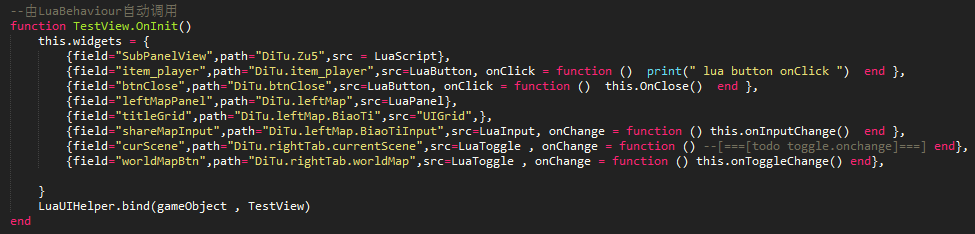 --由LuaBehaviour自动调用
function TestView.OnInit()
    this.widgets = {
        {field="SubPanelView",path="DiTu.Zu5",src = LuaScript},
        {field="item_player",path="DiTu.item_player",src=LuaButton, onClick = function ()  print(" lua button onClick ")  end },
        {field="btnClose",path="DiTu.btnClose",src=LuaButton, onClick = function ()  this.OnClose()  end },
        {field="leftMapPanel",path="DiTu.leftMap",src=LuaPanel},
        {field="titleGrid",path="DiTu.leftMap.BiaoTi",src="UIGrid",},
        {field="shareMapInput",path="DiTu.leftMap.BiaoTiInput",src=LuaInput, onChange = function () this.onInputChange()  end },
        {field="curScene",path="DiTu.rightTab.currentScene",src=LuaToggle , onChange = function () --[===[todo toggle.onchange]===] end},
        {field="worldMapBtn",path="DiTu.rightTab.worldMap",src=LuaToggle , onChange = function () this.onToggleChange() end},
    }
    LuaUIHelper.bind(gameObject , TestView)
end